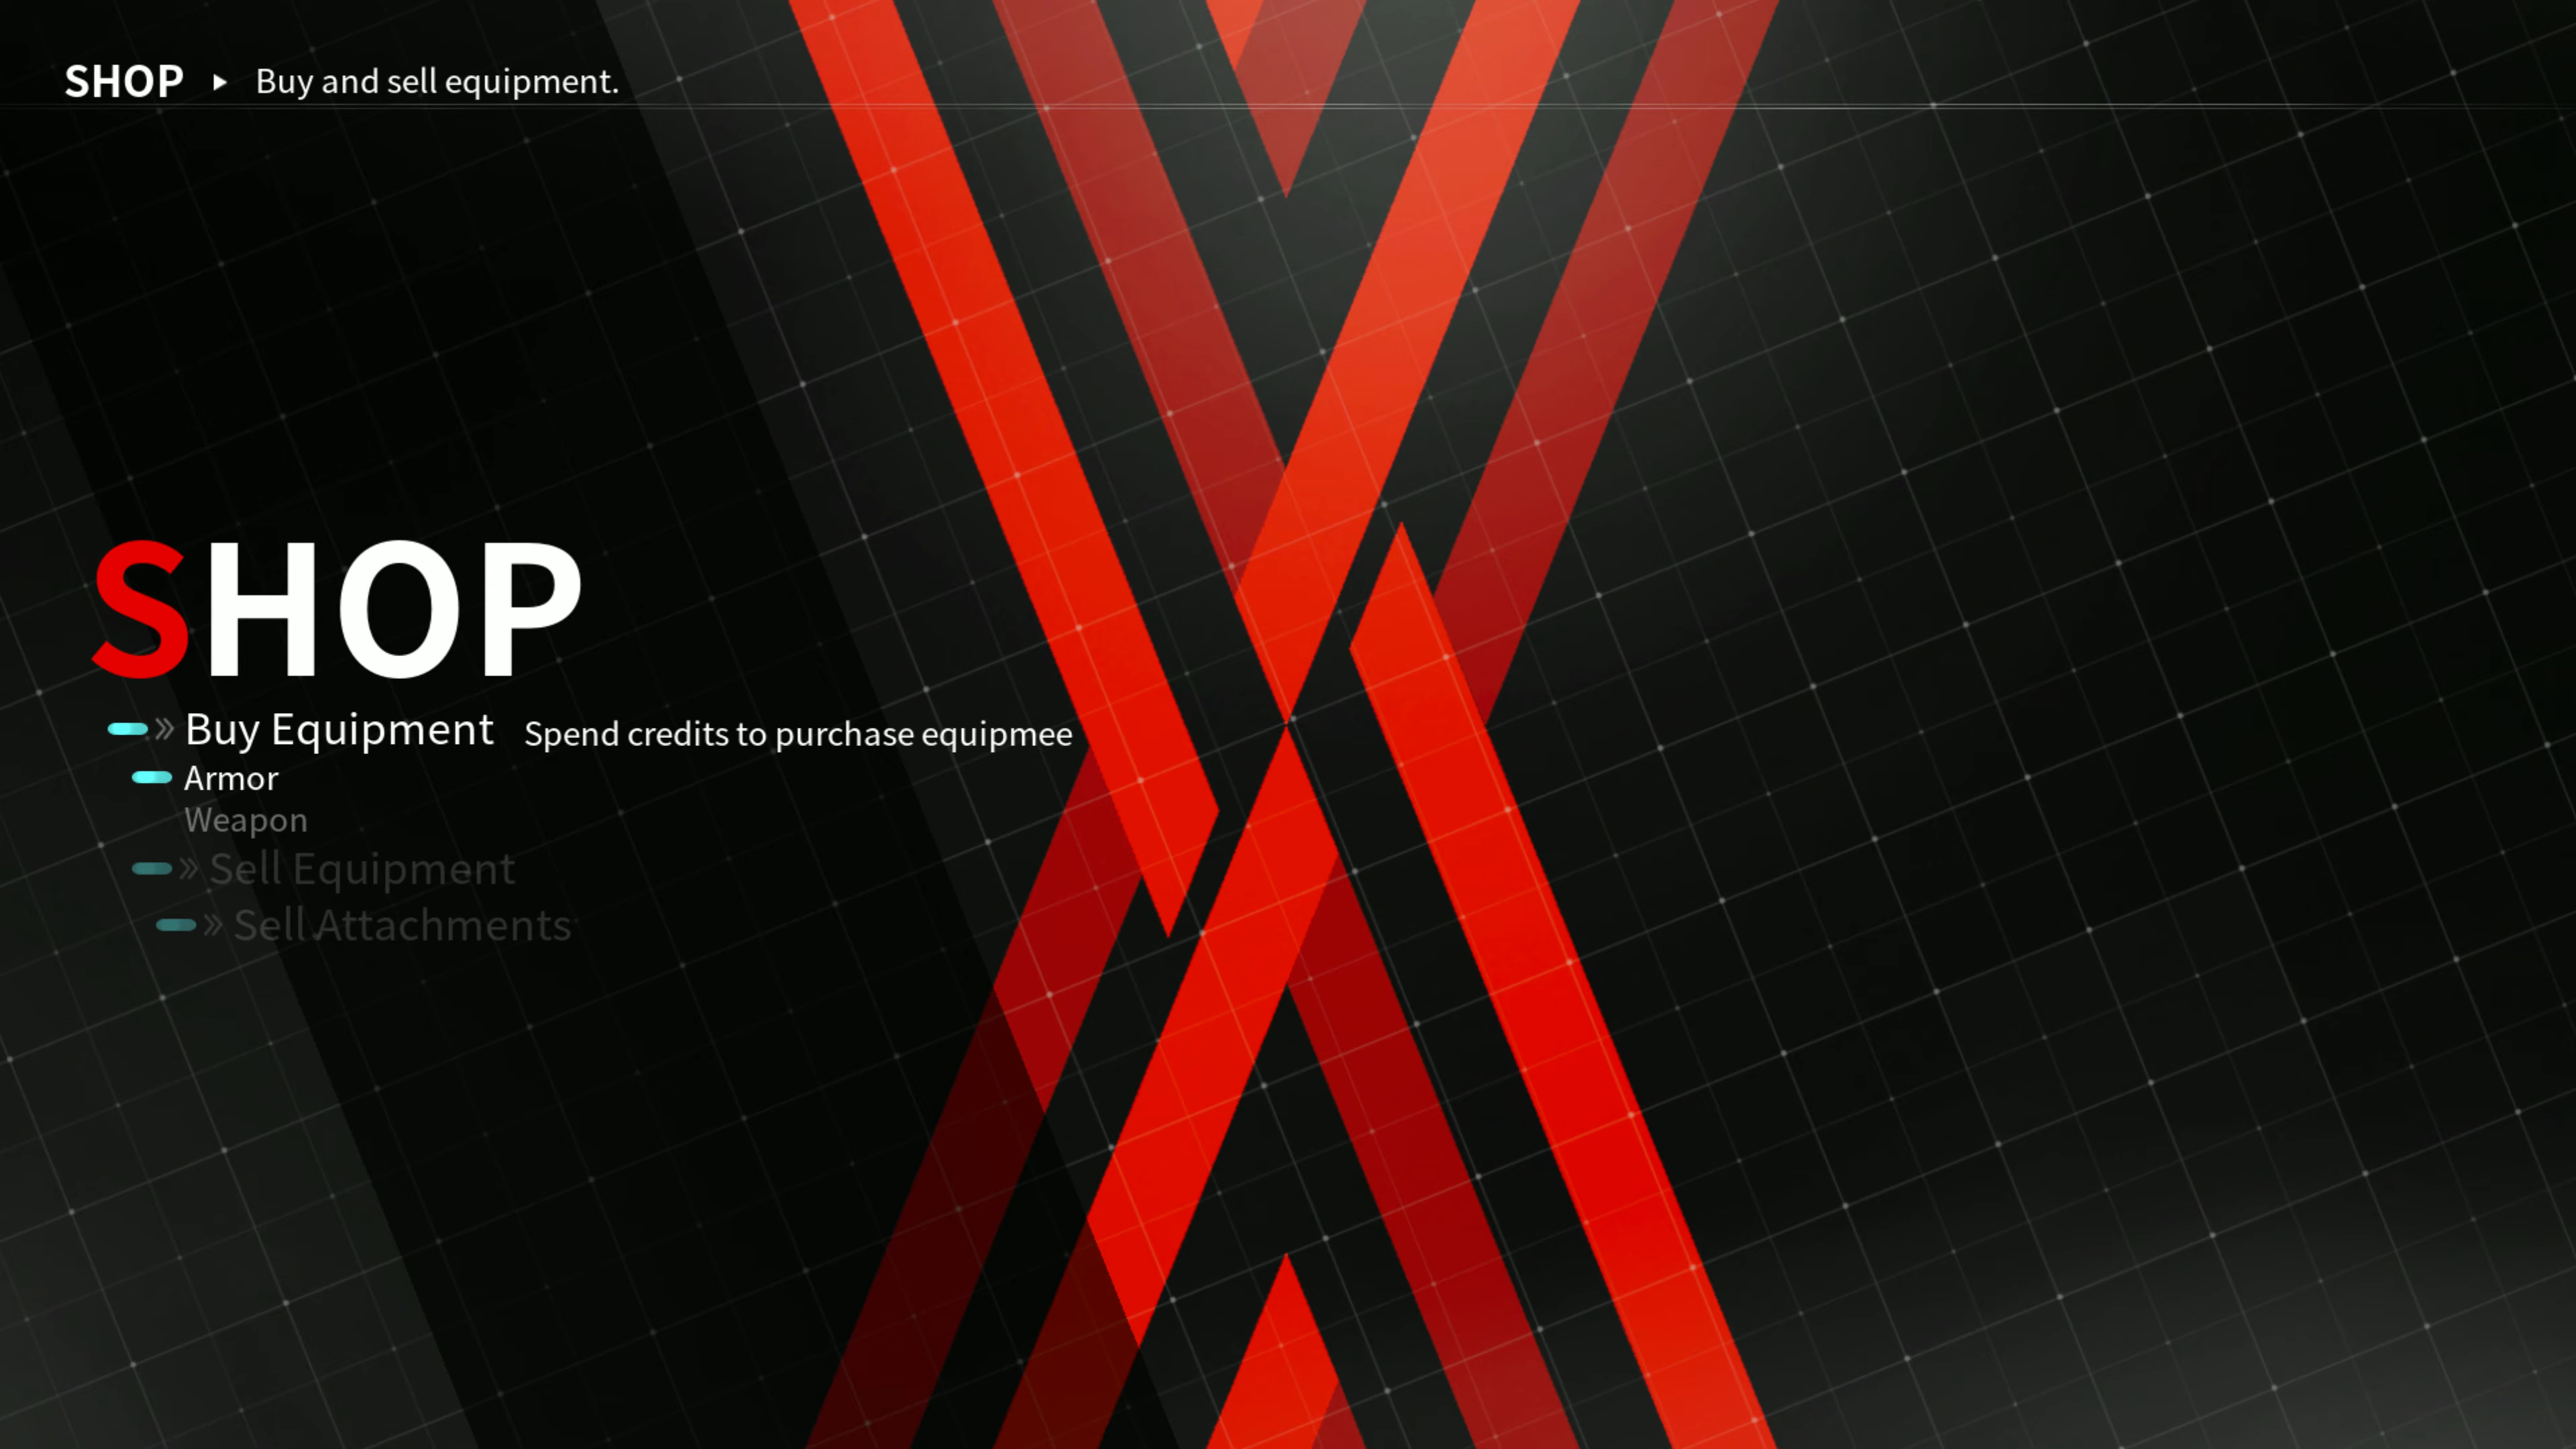 SHOP ▶ Buy and sell equipment.
SHOP
» Buy Equipment Spend credits to purchase equipmee
Armor
Weapon
» Sell Equipment
» Sell Attachments